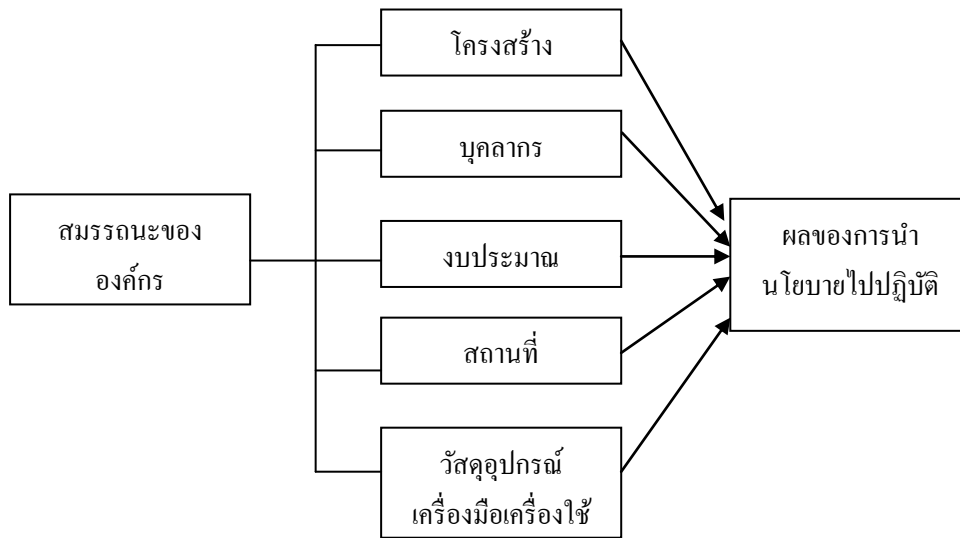 โครงสร้าง
บุคลากร
สมรรถนะของ
องค์กร
งบประมาณ
สถานที่
วัสดุอุปกรณ์
เครื่องมือเครื่องใช้
ผลของการนำ
นโยบายไปปฏิบัติ